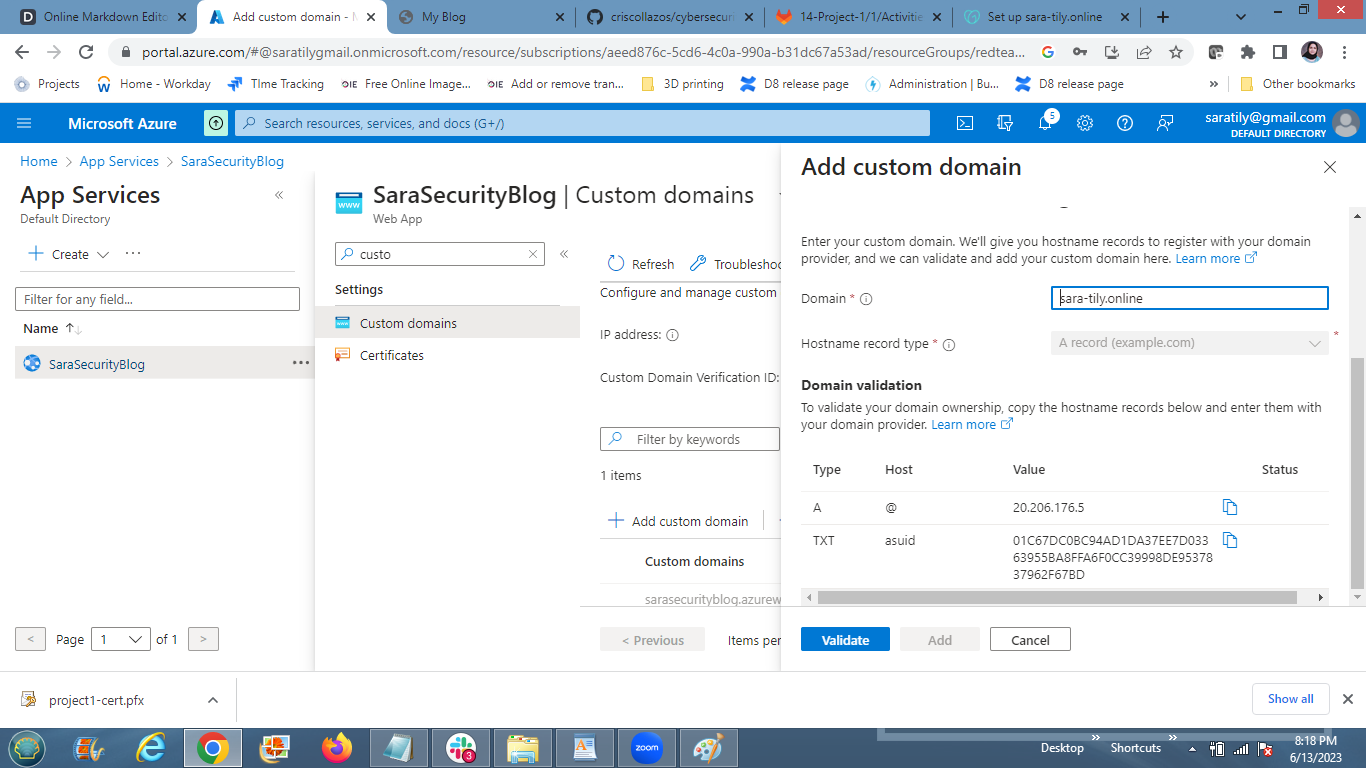 Online Markdown Edito
Add custom domain - M
My Blog
criscollazos/cybersecuri
14-Project-1/1/Activitie
Set up sara-tily.online
portal.azure.com/#@saratilygmail.onmicrosoft.com/resource/subscriptions/aeed876c-5cd6-4c0a-990a-b31dc67a53ad/resourceGroups/redtea...
Projects
Home - Workday
TIme Tracking
Free Online Image...
Add or remove tran...
3D printing
D8 release page
Administration | Bu...
D8 release page
»
Other bookmarks
Microsoft Azure
Search resources, services, and docs (G+/)
5
saratily@gmail.com
DEFAULT DIRECTORY
Home > App Services > SaraSecurityBlog
App Services
«
Default Directory
+ Create
...
Filter for any field...
Name ↑↓
SaraSecurityBlog
...
< Page 1 of 1 >
WWW
SaraSecurityBlog | Custom domains
Web App
custo
«
Settings
Custom domains
Certificates
Refresh
Troubleshoo
Configure and manage custom
IP address:
Custom Domain Verification ID:
Filter by keywords
1 items
+ Add custom domain
Custom domains
sarasecurityblog.azurew
< Previous
Items per
Add custom domain
Enter your custom domain. We'll give you hostname records to register with your domain
provider, and we can validate and add your custom domain here. Learn more
Domain *
sara-tily.online
Hostname record type *
A record (example.com)
*
Domain validation
To validate your domain ownership, copy the hostname records below and enter them with
your domain provider. Learn more
Type Host Value Status
A @ 20.206.176.5
TXT asuid 01C67DC0BC94AD1DA37EE7D033
63955BA8FFA6F0CC39998DE95378
37962F67BD
Validate
Add
Cancel
project1-cert.pfx
Show all
3
zoom
Desktop »
Shortcuts »
8:18 PM
6/13/2023